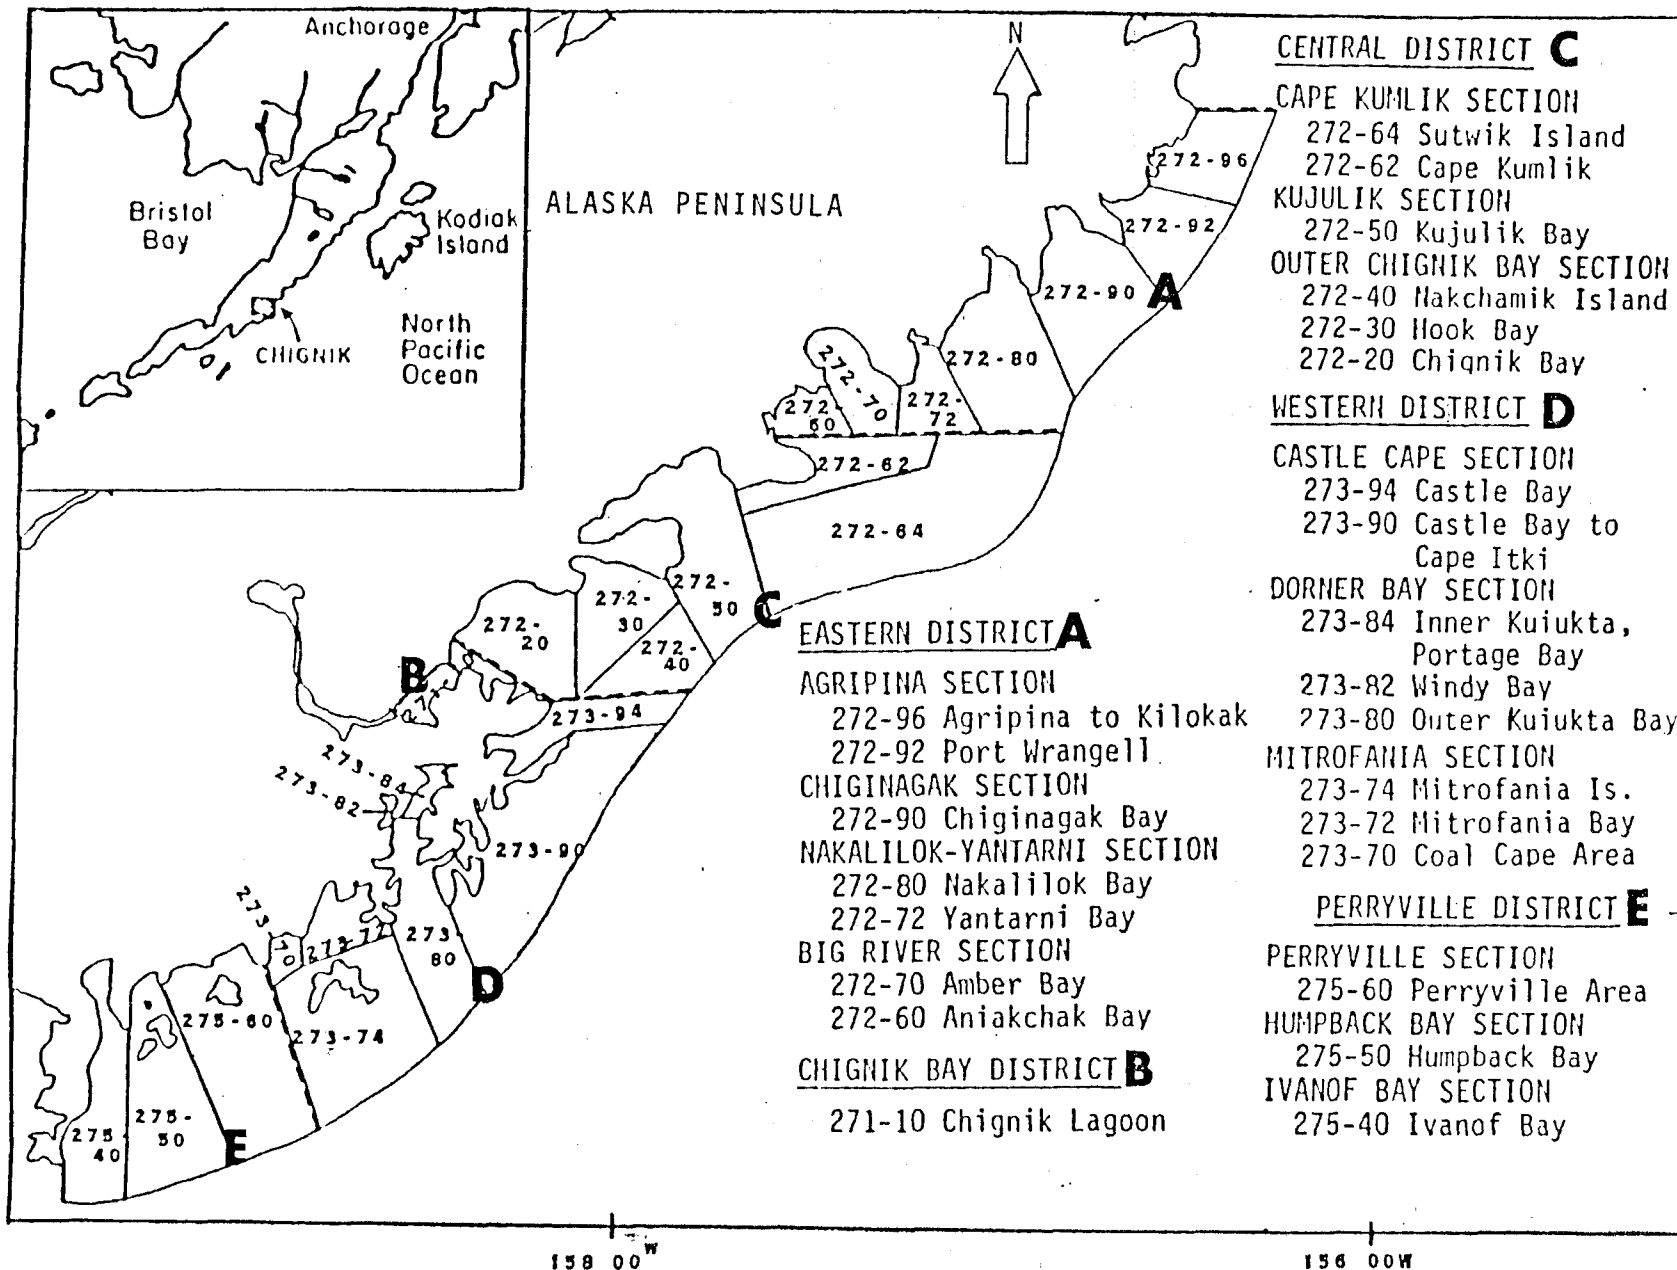 Anchorage
Bristol
Bay
Kodiak
Island
North
Pacific
Ocean
CHIGNIK
ALASKA PENINSULA
N
272-96
272-92
272-90 A
272-80
272-70
272-
72
272
60
272-62
272-64
272-
50
C
272-
30
272-
40
272-
20
B
273-94
273-84
273-82
273-90
273
70
273-72
273
80
D
275-60
273-74
275-
50
275
40
E
EASTERN DISTRICT A
AGRIPINA SECTION
272-96 Agripina to Kilokak
272-92 Port Wrangell
CHIGINAGAK SECTION
272-90 Chiginagak Bay
NAKALILOK-YANTARNI SECTION
272-80 Nakalilok Bay
272-72 Yantarni Bay
BIG RIVER SECTION
272-70 Amber Bay
272-60 Aniakchak Bay
CHIGNIK BAY DISTRICT B
271-10 Chignik Lagoon
CENTRAL DISTRICT C
CAPE KUMLIK SECTION
272-64 Sutwik Island
272-62 Cape Kumlik
KUJULIK SECTION
272-50 Kujulik Bay
OUTER CHIGNIK BAY SECTION
272-40 Nakchamik Island
272-30 Hook Bay
272-20 Chignik Bay
WESTERN DISTRICT D
CASTLE CAPE SECTION
273-94 Castle Bay
273-90 Castle Bay to
Cape Itki
DORNER BAY SECTION
273-84 Inner Kuiukta,
Portage Bay
273-82 Windy Bay
273-80 Outer Kuiukta Bay
MITROFANIA SECTION
273-74 Mitrofania Is.
273-72 Mitrofania Bay
273-70 Coal Cape Area
PERRYVILLE DISTRICT E
PERRYVILLE SECTION
275-60 Perryville Area
HUMPBACK BAY SECTION
275-50 Humpback Bay
IVANOF BAY SECTION
275-40 Ivanof Bay
158 00 W
156 00W